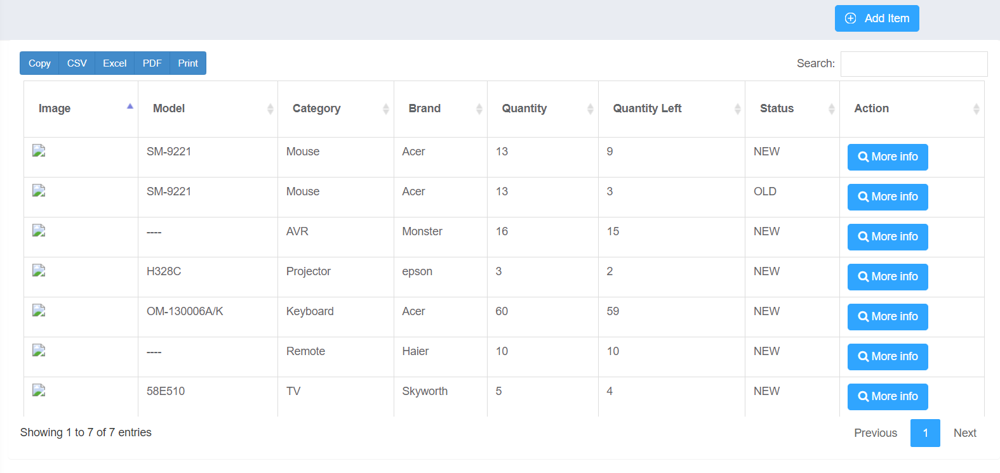 Add Item
Copy CSV Excel PDF Print Search:
Image Model Category Brand Quantity Quantity Left Status Action
SM-9221 Mouse Acer 13 9 NEW More info
SM-9221 Mouse Acer 13 3 OLD More info
---- AVR Monster 16 15 NEW More info
H328C Projector epson 3 2 NEW More info
OM-130006A/K Keyboard Acer 60 59 NEW More info
---- Remote Haier 10 10 NEW More info
58E510 TV Skyworth 5 4 NEW More info
Showing 1 to 7 of 7 entries Previous 1 Next